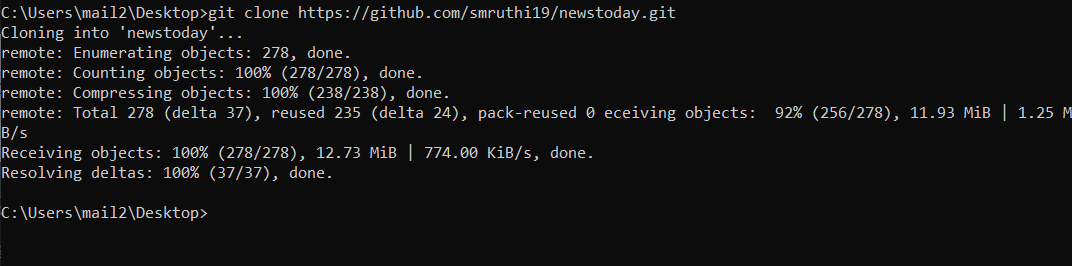 C:\Users\mail2\Desktop>git clone https://github.com/smruthi19/newstoday.git
Cloning into 'newstoday'...
remote: Enumerating objects: 278, done.
remote: Counting objects: 100% (278/278), done.
remote: Compressing objects: 100% (238/238), done.
remote: Total 278 (delta 37), reused 235 (delta 24), pack-reused 0 eceiving objects:  92% (256/278), 11.93 MiB | 1.25 M
B/s
Receiving objects: 100% (278/278), 12.73 MiB | 774.00 KiB/s, done.
Resolving deltas: 100% (37/37), done.
C:\Users\mail2\Desktop>